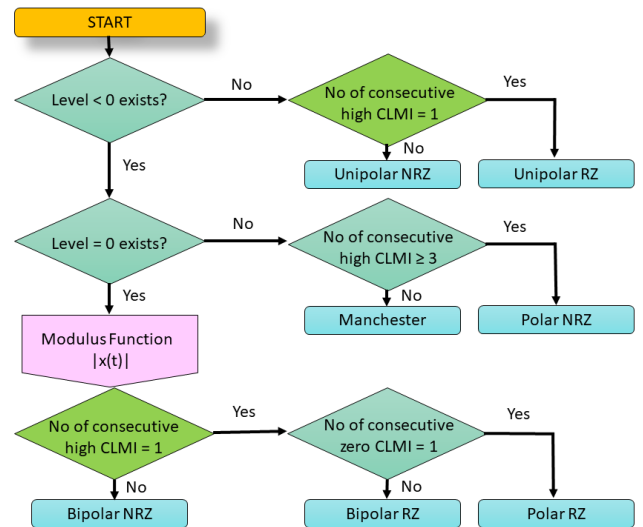 START
Level < 0 exists?
No
No of consecutive
high CLMI = 1
Yes
No
Unipolar NRZ
Unipolar RZ
Yes
Level = 0 exists?
No
No of consecutive
high CLMI ≥ 3
Yes
No
Manchester
Polar NRZ
Yes
Modulus Function
|x(t)|
No of consecutive
high CLMI = 1
Yes
No of consecutive
zero CLMI = 1
Yes
No
No
Bipolar NRZ
Bipolar RZ
Polar RZ